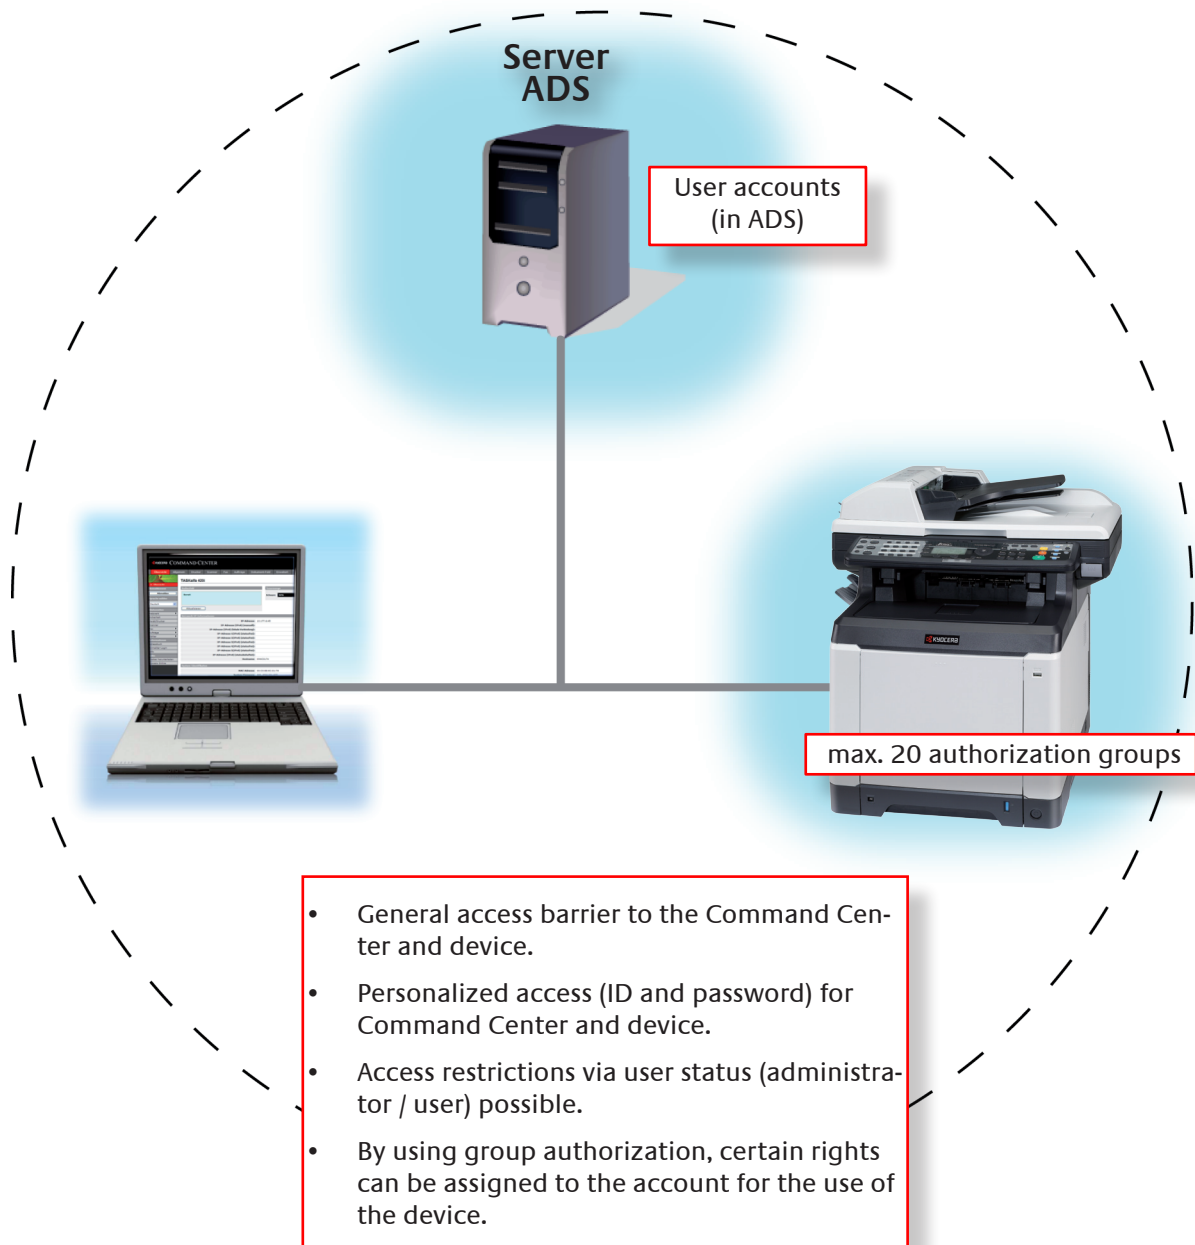 Server
ADS
User accounts
(in ADS)
COMMAND CENTER
KYOCERA
max. 20 authorization groups
• General access barrier to the Command Cen-
ter and device.
• Personalized access (ID and password) for
Command Center and device.
• Access restrictions via user status (administra-
tor / user) possible.
• By using group authorization, certain rights
can be assigned to the account for the use of
the device.